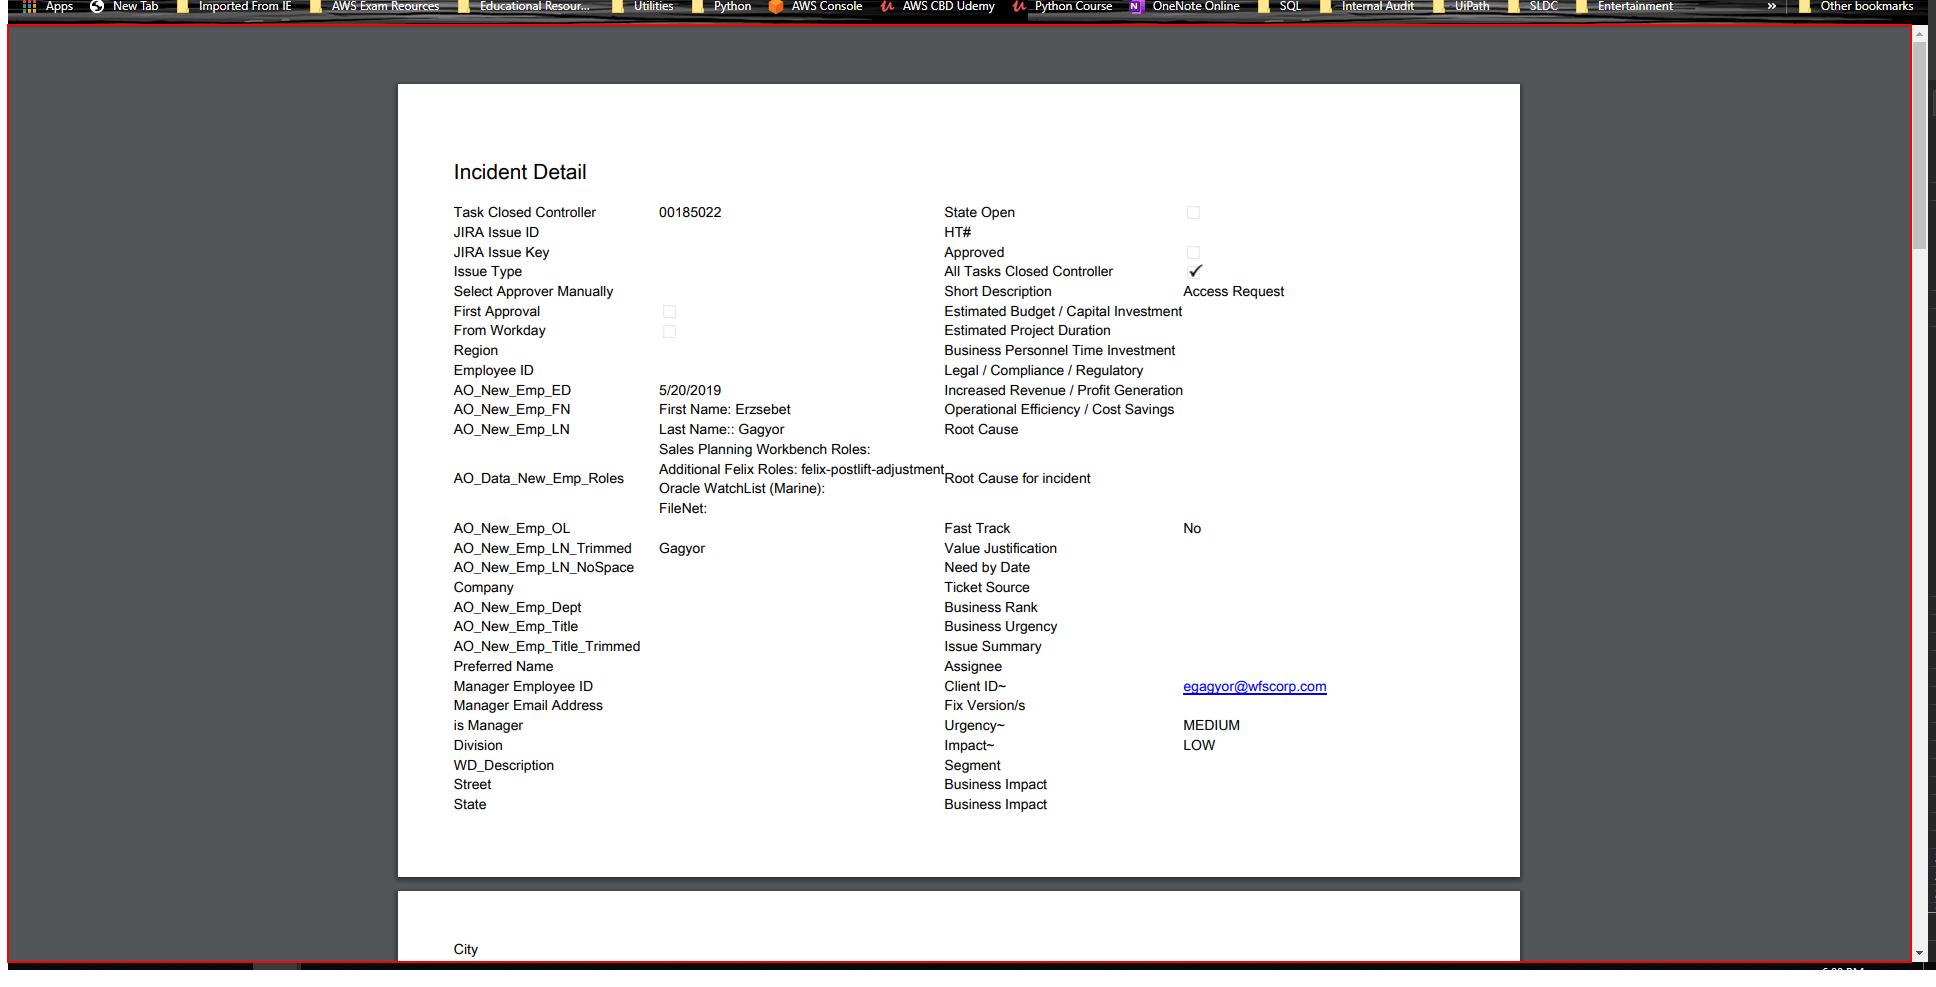 Apps New Tab Imported From IE AWS Exam Reources Educational Resour... Utilities Python AWS Console AWS CBD Udemy Python Course OneNote Online SQL Internal Audit UiPath SLDC Entertainment » Other bookmarks
Incident Detail
Task Closed Controller 00185022 State Open
JIRA Issue ID HT#
JIRA Issue Key Approved
Issue Type All Tasks Closed Controller ✓
Select Approver Manually Short Description Access Request
First Approval Estimated Budget / Capital Investment
From Workday Estimated Project Duration
Region Business Personnel Time Investment
Employee ID Legal / Compliance / Regulatory
AO_New_Emp_ED 5/20/2019 Increased Revenue / Profit Generation
AO_New_Emp_FN First Name: Erzsebet Operational Efficiency / Cost Savings
AO_New_Emp_LN Last Name:: Gagyor Root Cause
Sales Planning Workbench Roles:
Additional Felix Roles: felix-postlift-adjustment
AO_Data_New_Emp_Roles Root Cause for incident
Oracle WatchList (Marine):
FileNet:
AO_New_Emp_OL Fast Track No
AO_New_Emp_LN_Trimmed Gagyor Value Justification
AO_New_Emp_LN_NoSpace Need by Date
Company Ticket Source
AO_New_Emp_Dept Business Rank
AO_New_Emp_Title Business Urgency
AO_New_Emp_Title_Trimmed Issue Summary
Preferred Name Assignee
Manager Employee ID Client ID~ egagyor@wfscorp.com
Manager Email Address Fix Version/s
is Manager Urgency~ MEDIUM
Division Impact~ LOW
WD_Description Segment
Street Business Impact
State Business Impact
City